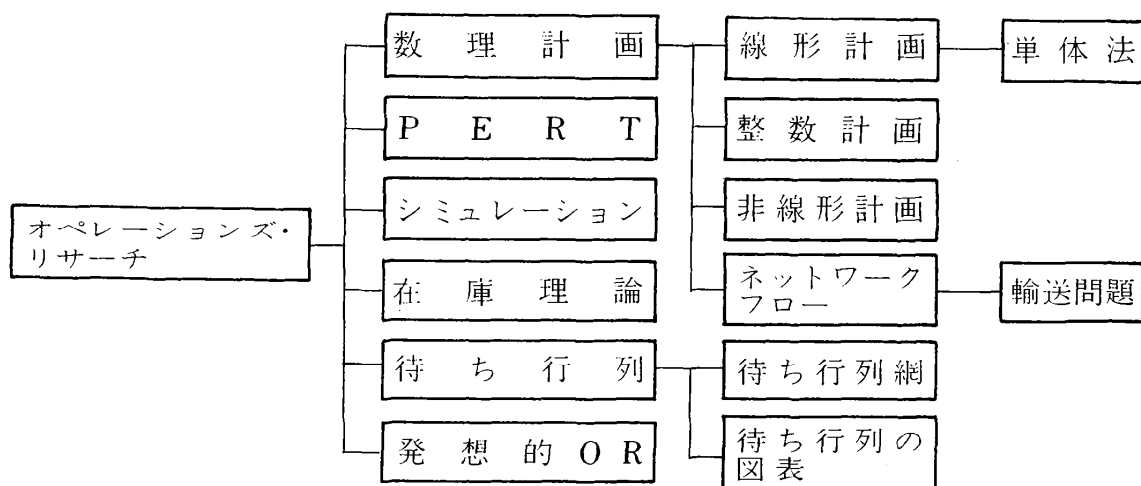 オペレーションズ・
リサーチ
数理計画
PERT
シミュレーション
在庫理論
待ち行列
発想的OR
線形計画
整数計画
非線形計画
ネットワーク
フロー
待ち行列網
待ち行列の
図表
単体法
輸送問題